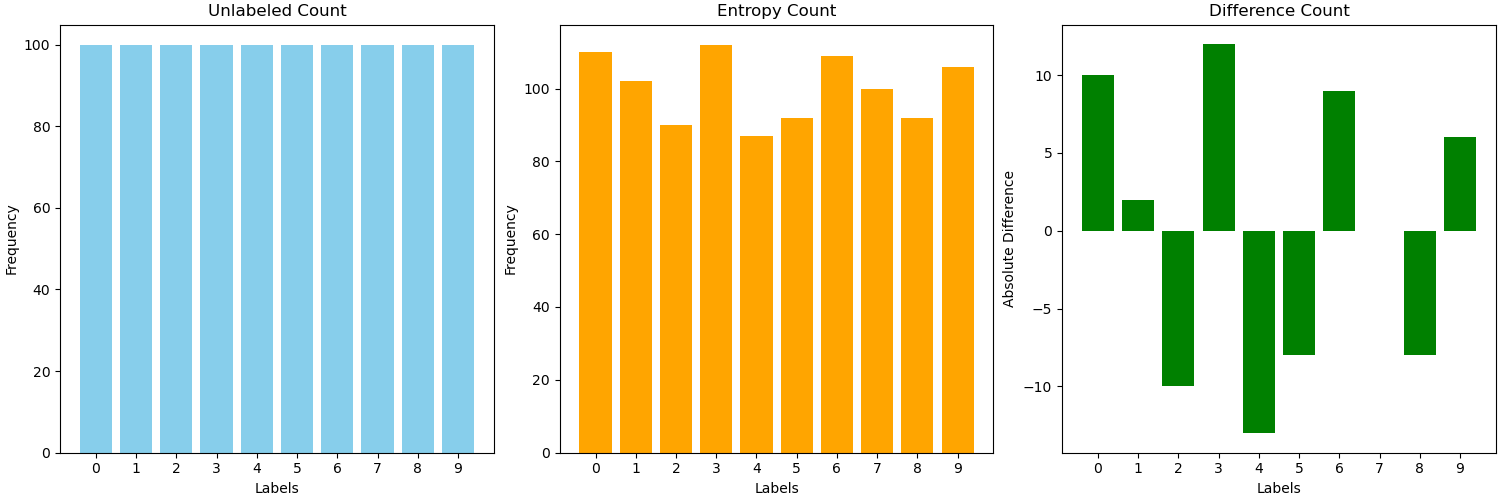 Unlabeled Count
Frequency
100
80
60
40
20
0
0 1 2 3 4 5 6 7 8 9
Labels
Entropy Count
Frequency
100
80
60
40
20
0
0 1 2 3 4 5 6 7 8 9
Labels
Difference Count
Absolute Difference
10
5
0
−5
−10
0 1 2 3 4 5 6 7 8 9
Labels